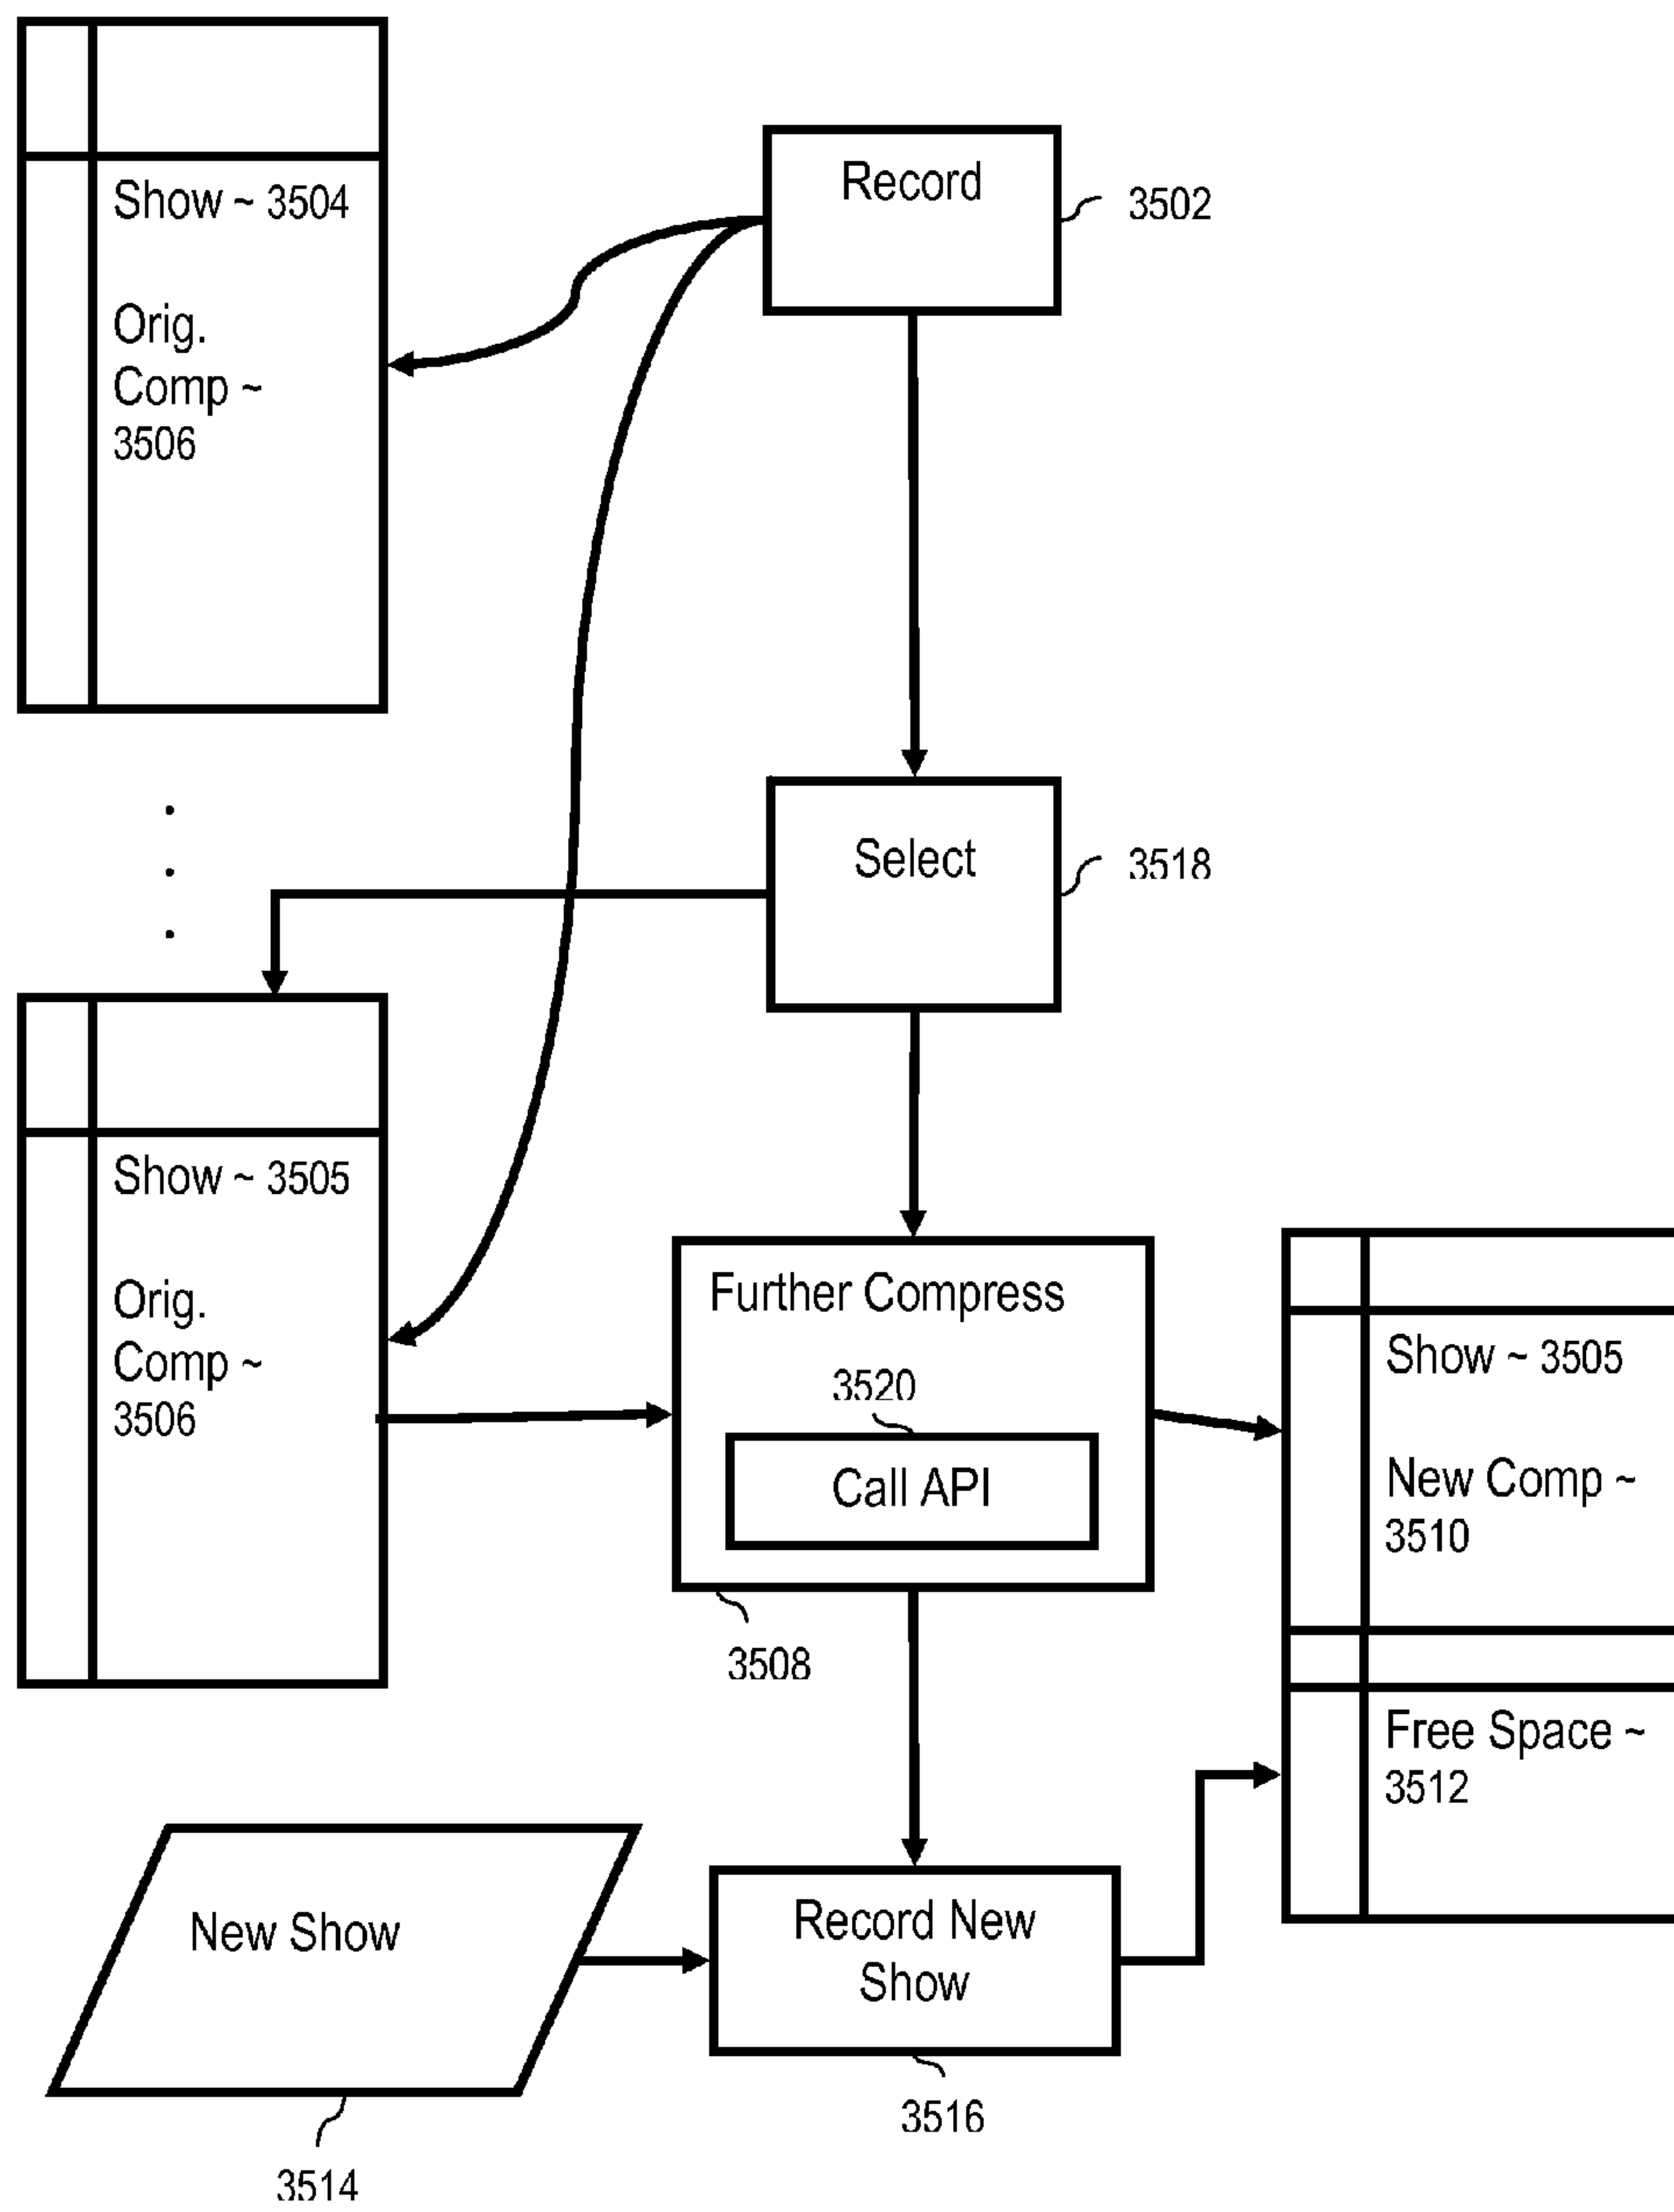 Record
3502
Show ~ 3504
Orig.
Comp ~
3506
Select
3518
Show ~ 3505
Orig.
Comp ~
3506
Further Compress
3520
Call API
3508
Show ~ 3505
New Comp ~
3510
Free Space ~
3512
New Show
3514
Record New
Show
3516